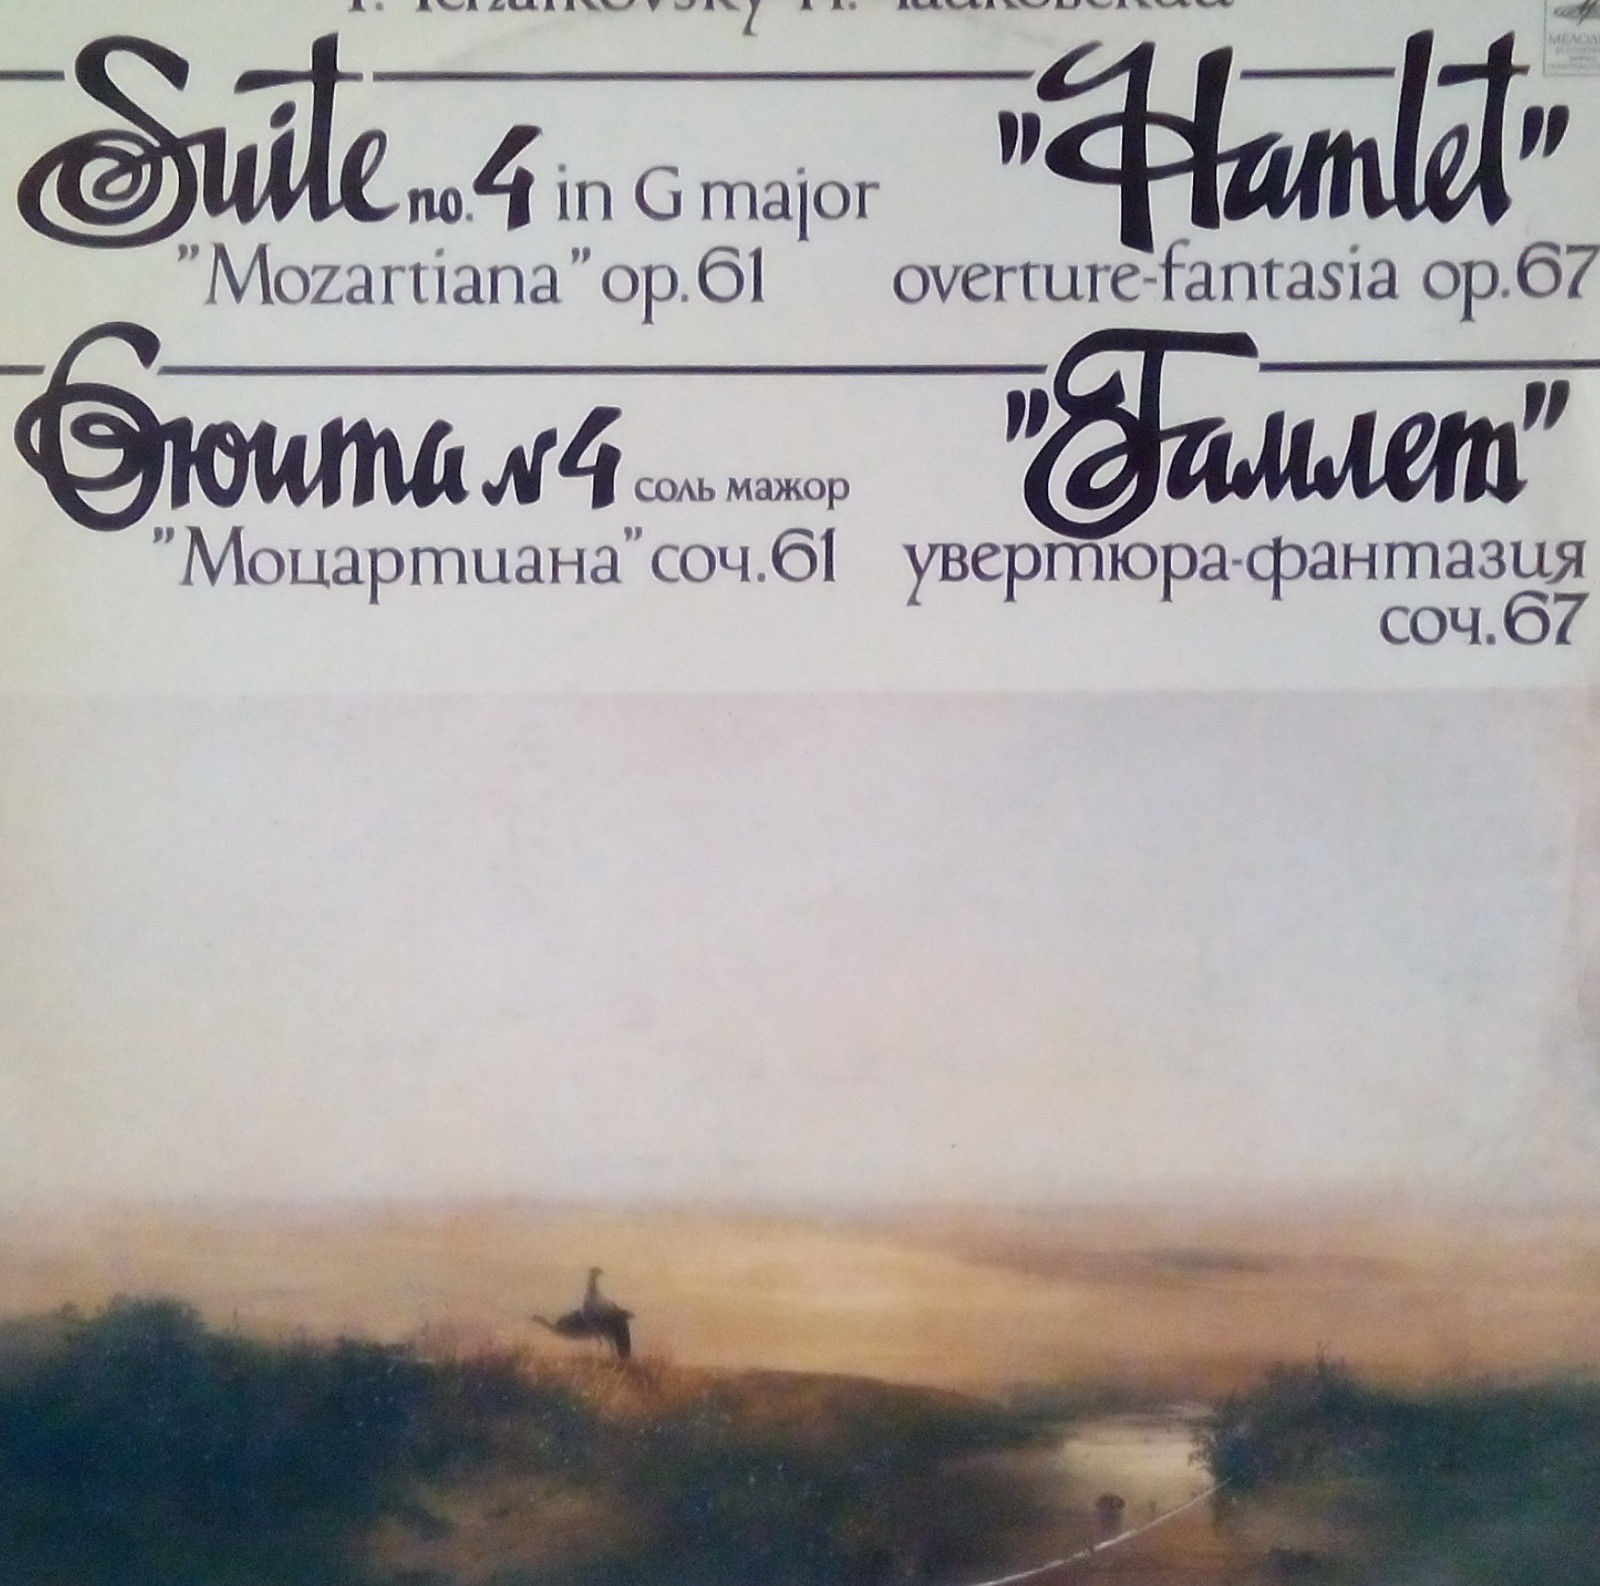 Suite no. 4 in G major
"Mozartiana" op. 61
"Hamlet"
overture-fantasia op. 67
Сюита N 4 соль мажор
"Моцартиана" соч. 61
"Гамлет"
увертюра-фантазия
соч. 67